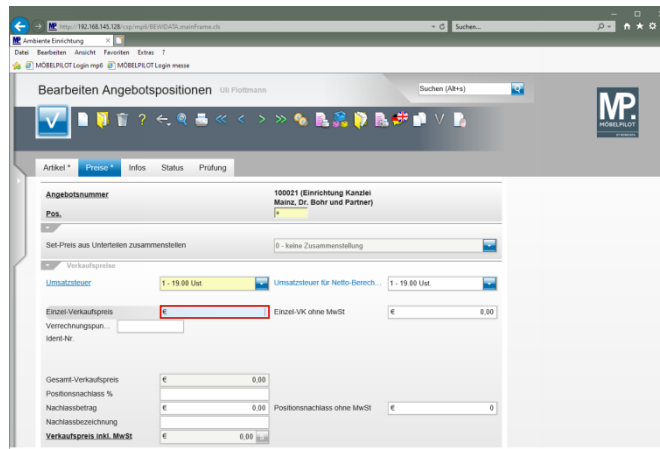 http://192.168.145.128/csp/mp6/BEWIDATA.mainFrame.cls
Suchen...
Ambiente Einrichtung
Datei Bearbeiten Ansicht Favoriten Extras ?
MÖBELPILOT Login mp6 MÖBELPILOT Login messe
Bearbeiten Angebotspositionen Uli Flottmann
Suchen (Alt+s)
MP.
MÖBELPILOT
Artikel * Preise * Infos Status Prüfung
Angebotsnummer 100021 (Einrichtung Kanzlei
Mainz, Dr. Bohr und Partner)
Pos. +
Set-Preis aus Unterteilen zusammenstellen 0 - keine Zusammenstellung
Verkaufspreise
Umsatzsteuer 1 - 19.00 Ust. Umsatzsteuer für Netto-Berech... 1 - 19.00 Ust.
Einzel-Verkaufspreis € Einzel-VK ohne MwSt € 0,00
Verrechnungspun...
Ident-Nr.
Gesamt-Verkaufspreis € 0,00
Positionsnachlass %
Nachlassbetrag € 0,00 Positionsnachlass ohne MwSt € 0
Nachlassbezeichnung
Verkaufspreis inkl. MwSt € 0,00